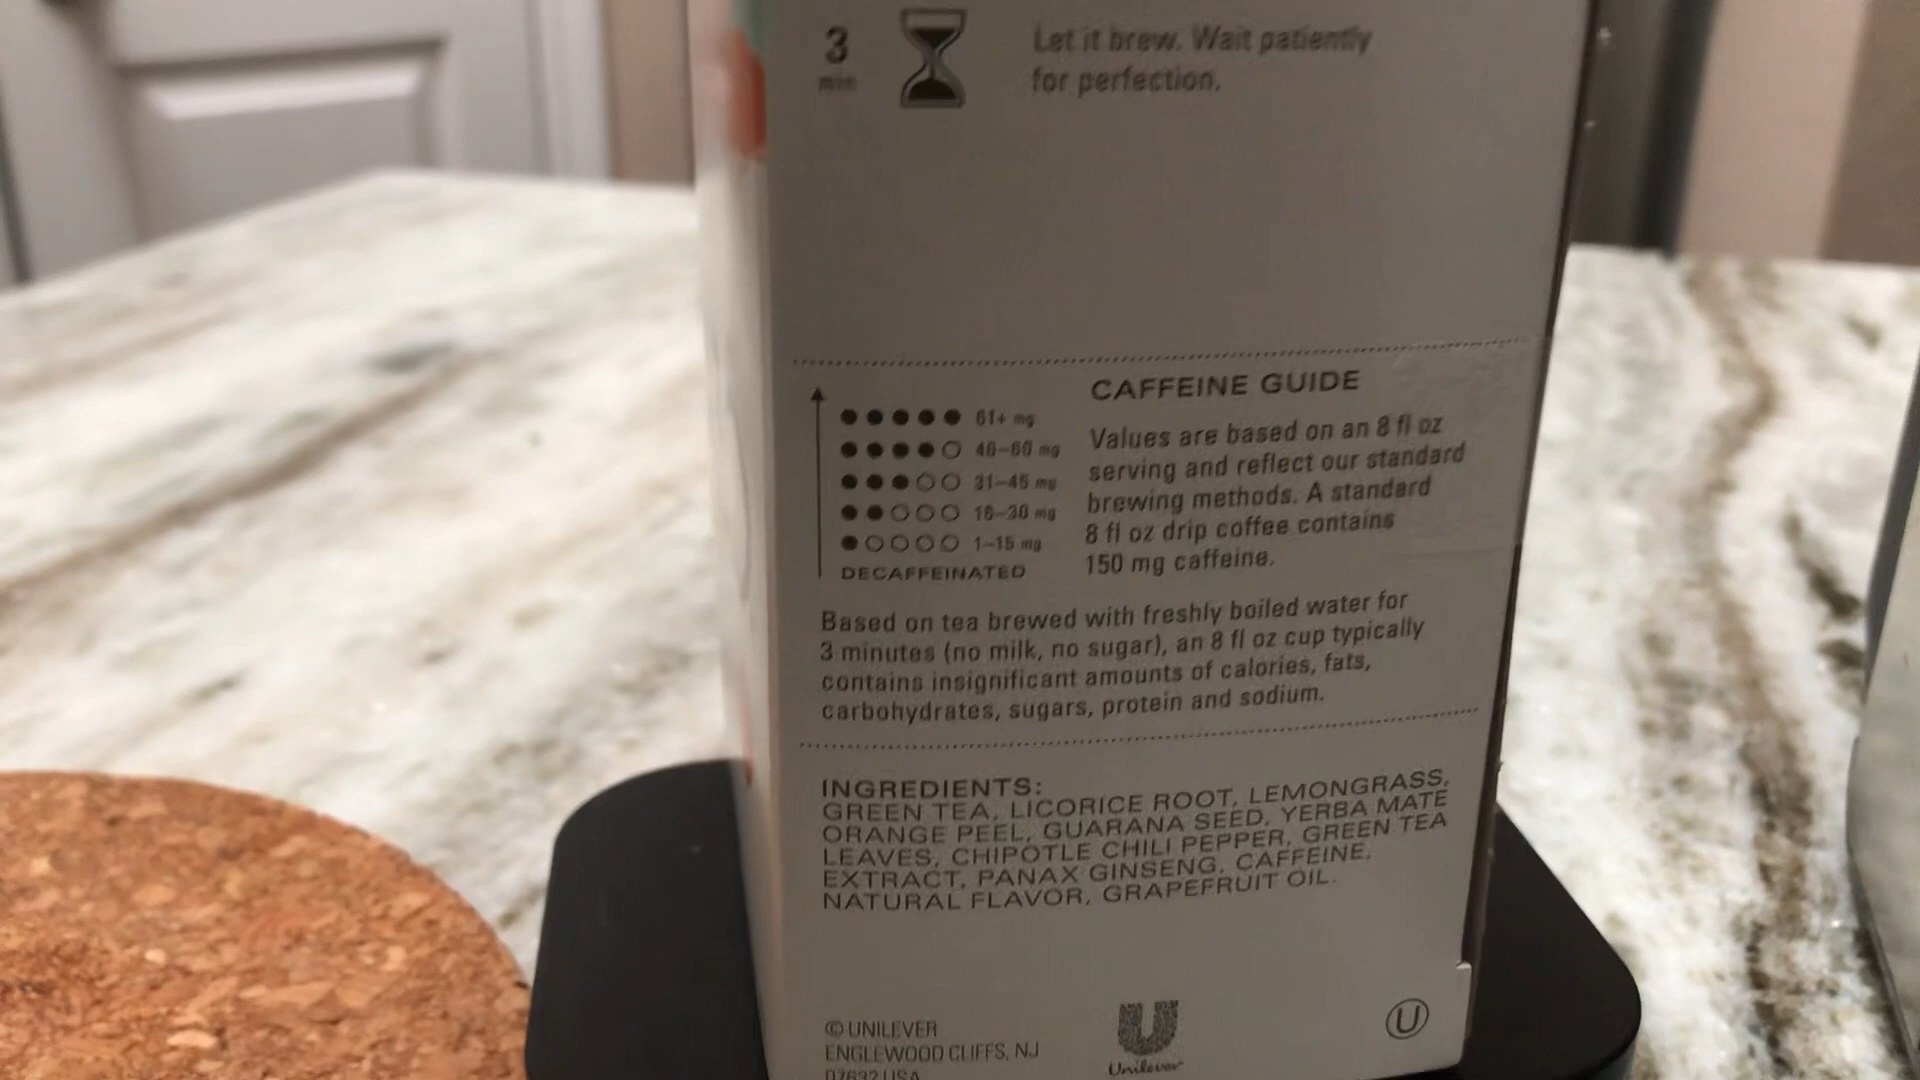 3
min
Let it brew. Wait patiently
for perfection.
CAFFEINE GUIDE
61+ mg
46–60 mg
31–45 mg
16–30 mg
1–15 mg
DECAFFEINATED
Values are based on an 8 fl oz
serving and reflect our standard
brewing methods. A standard
8 fl oz drip coffee contains
150 mg caffeine.
Based on tea brewed with freshly boiled water for
3 minutes (no milk, no sugar), an 8 fl oz cup typically
contains insignificant amounts of calories, fats,
carbohydrates, sugars, protein and sodium.
INGREDIENTS:
GREEN TEA, LICORICE ROOT, LEMONGRASS,
ORANGE PEEL, GUARANA SEED, YERBA MATE
LEAVES, CHIPOTLE CHILI PEPPER, GREEN TEA
EXTRACT, PANAX GINSENG, CAFFEINE,
NATURAL FLAVOR, GRAPEFRUIT OIL.
© UNILEVER
ENGLEWOOD CLIFFS, NJ
07632 USA
Unilever
U